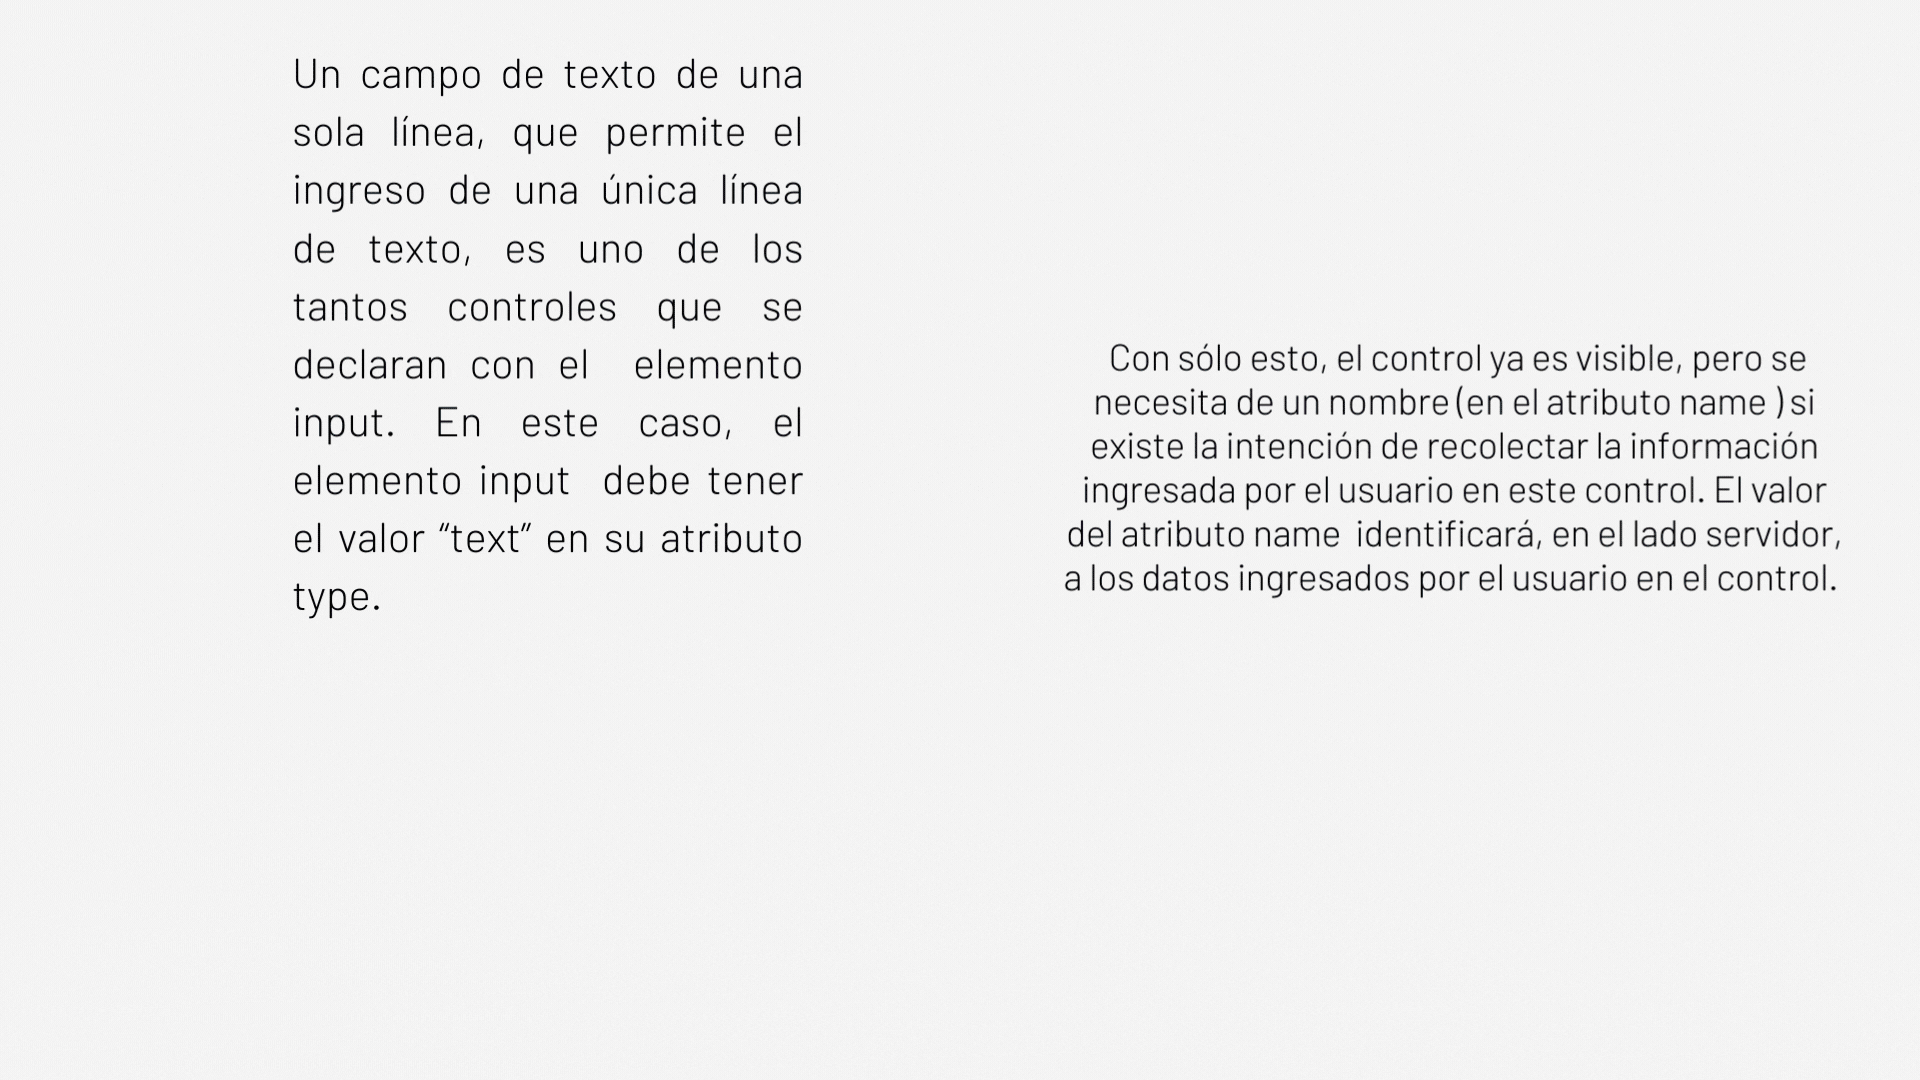 Un campo de texto de una
sola línea, que permite el
ingreso de una única línea
de texto, es uno de los
tantos controles que se
declaran con el elemento
input. En este caso, el
elemento input debe tener
el valor “text” en su atributo
type.
Con sólo esto, el control ya es visible, pero se
necesita de un nombre (en el atributo name ) si
existe la intención de recolectar la información
ingresada por el usuario en este control. El valor
del atributo name identificará, en el lado servidor,
a los datos ingresados por el usuario en el control.